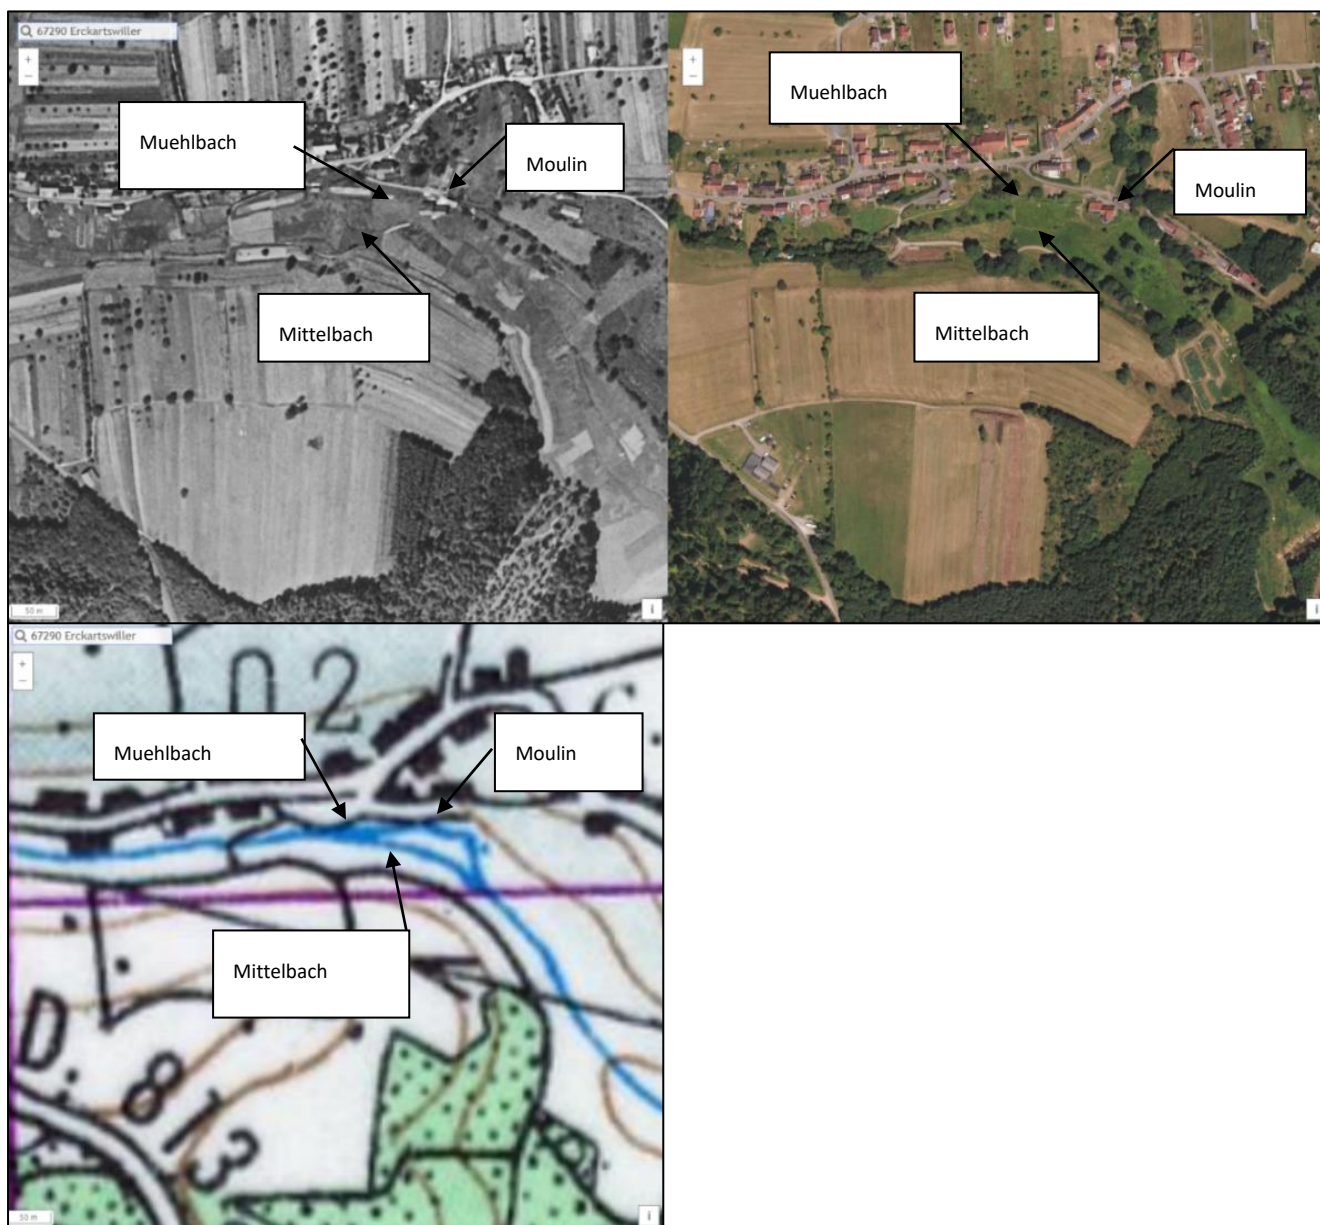 67290 Erckartswiller
Muehlbach
Moulin
Mittelbach
50 m
i
Muehlbach
Moulin
Mittelbach
i
67290 Erckartswiller
02
C
Muehlbach
Moulin
Mittelbach
D. 813
50 m
i